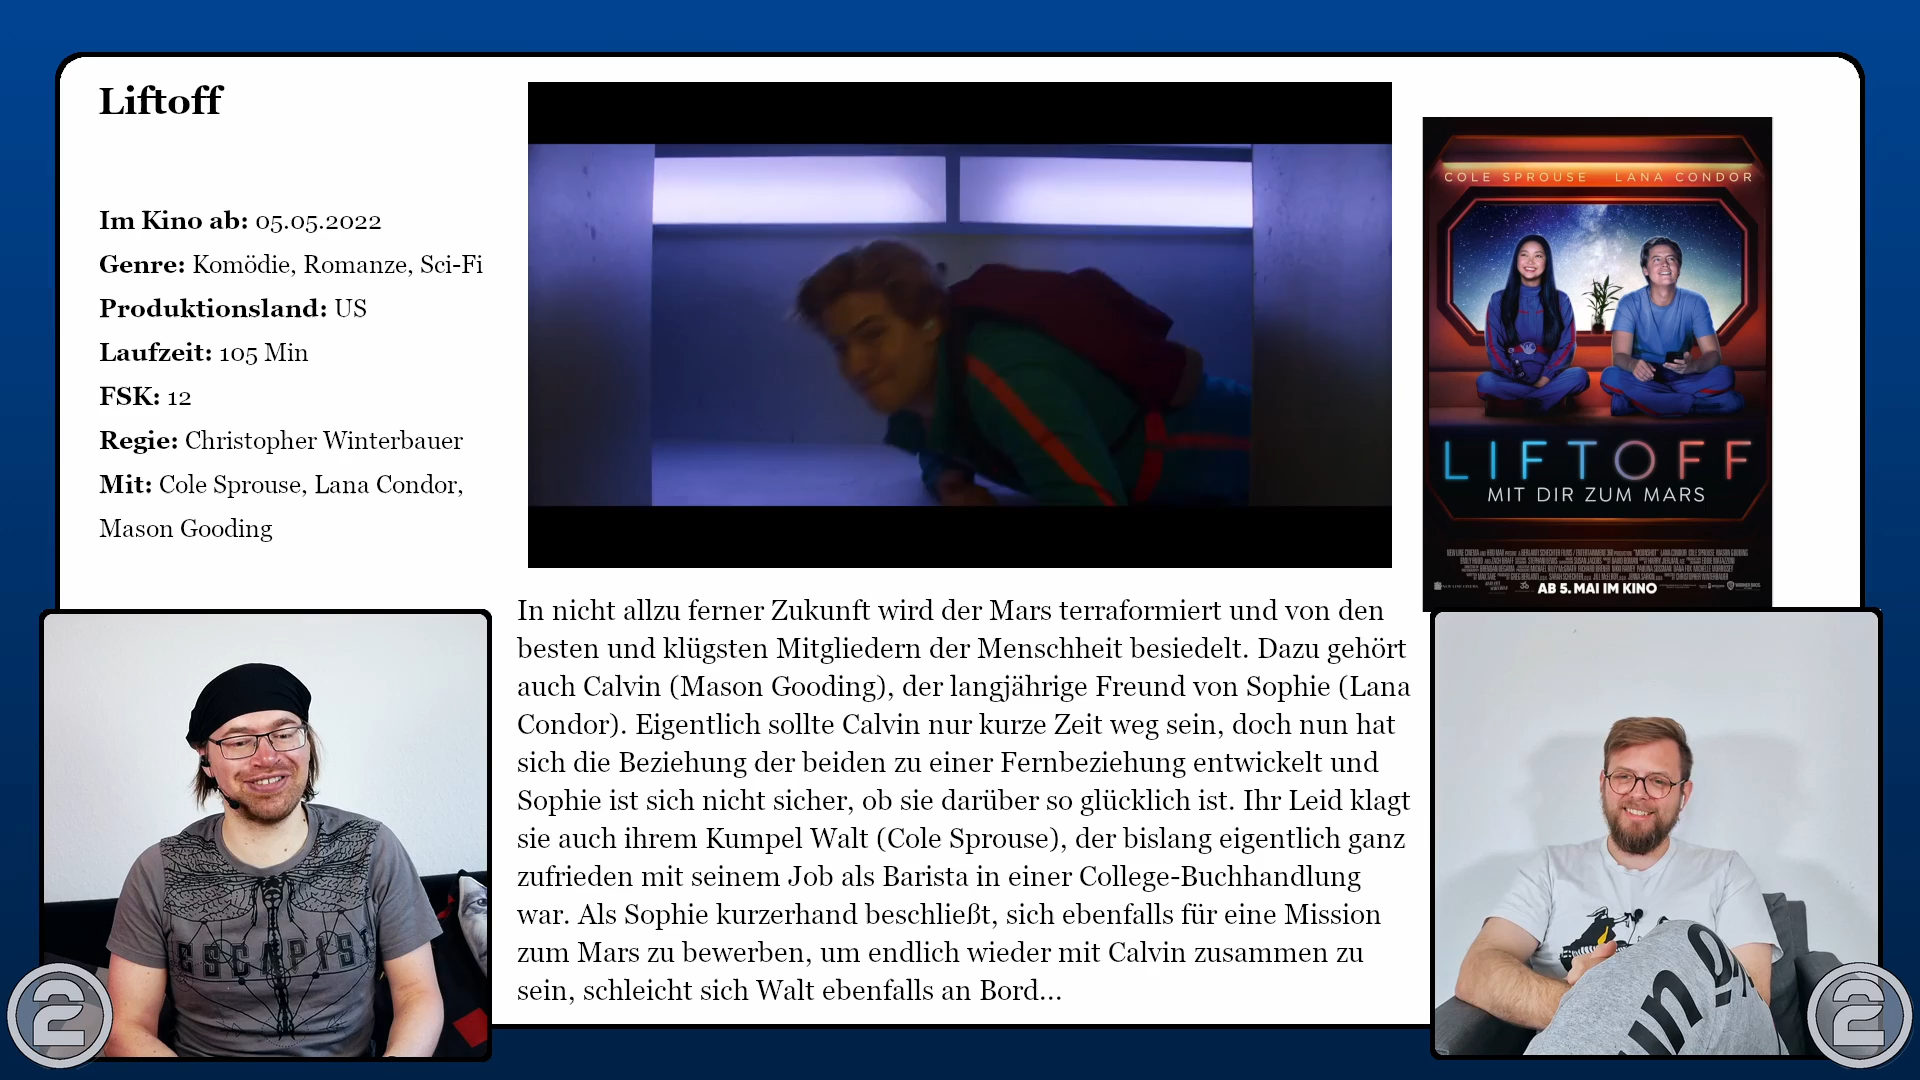 Liftoff
Im Kino ab: 05.05.2022
Genre: Komödie, Romanze, Sci-Fi
Produktionsland: US
Laufzeit: 105 Min
FSK: 12
Regie: Christopher Winterbauer
Mit: Cole Sprouse, Lana Condor,
Mason Gooding
COLE SPROUSE LANA CONDOR
LIFTOFF
MIT DIR ZUM MARS
AB 5. MAI IM KINO
In nicht allzu ferner Zukunft wird der Mars terraformiert und von den
besten und klügsten Mitgliedern der Menschheit besiedelt. Dazu gehört
auch Calvin (Mason Gooding), der langjährige Freund von Sophie (Lana
Condor). Eigentlich sollte Calvin nur kurze Zeit weg sein, doch nun hat
sich die Beziehung der beiden zu einer Fernbeziehung entwickelt und
Sophie ist sich nicht sicher, ob sie darüber so glücklich ist. Ihr Leid klagt
sie auch ihrem Kumpel Walt (Cole Sprouse), der bislang eigentlich ganz
zufrieden mit seinem Job als Barista in einer College-Buchhandlung
war. Als Sophie kurzerhand beschließt, sich ebenfalls für eine Mission
zum Mars zu bewerben, um endlich wieder mit Calvin zusammen zu
sein, schleicht sich Walt ebenfalls an Bord...
ESCAPIST
2
2